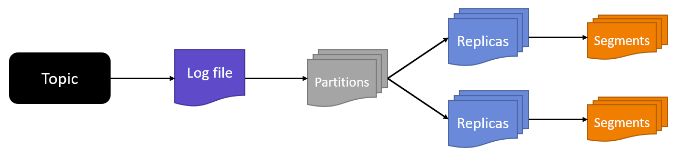 Topic
Log file
Partitions
Replicas
Segments
Replicas
Segments